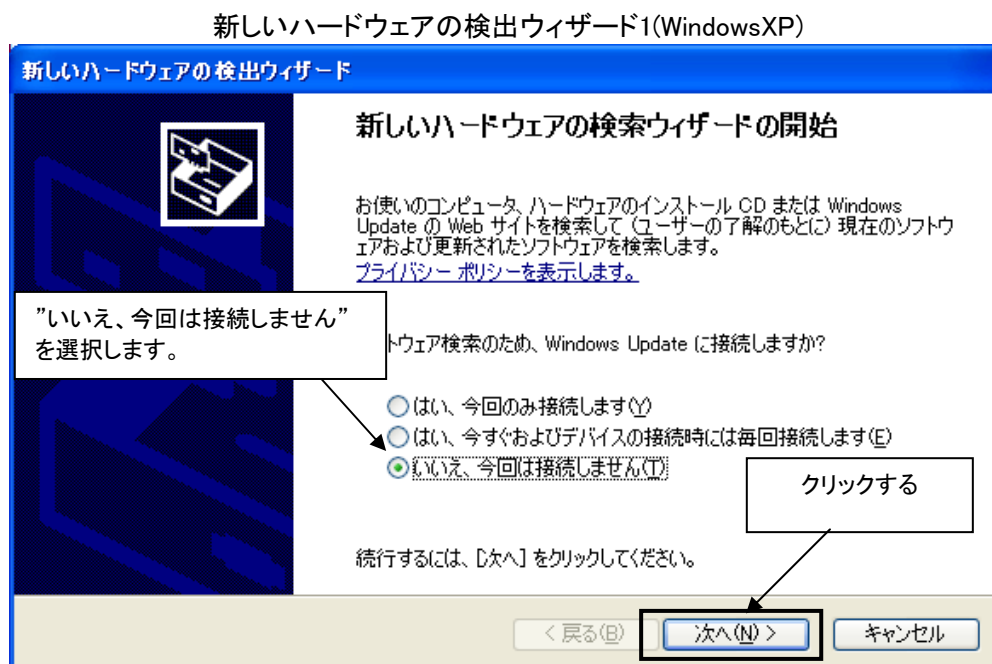 新しいハードウェアの検出ウィザード1(WindowsXP)
新しいハードウェアの検出ウィザード
新しいハードウェアの検索ウィザードの開始
お使いのコンピュータ、ハードウェアのインストール CD または Windows
Update の Web サイトを検索して (ユーザーの了解のもとに) 現在のソフトウ
ェアおよび更新されたソフトウェアを検索します。
プライバシー ポリシーを表示します。
”いいえ、今回は接続しません”
を選択します。
トウェア検索のため、Windows Update に接続しますか?
はい、今回のみ接続します(Y)
はい、今すぐおよびデバイスの接続時には毎回接続します(E)
いいえ、今回は接続しません(T)
クリックする
続行するには、[次へ] をクリックしてください。
< 戻る(B)
次へ(N) >
キャンセル